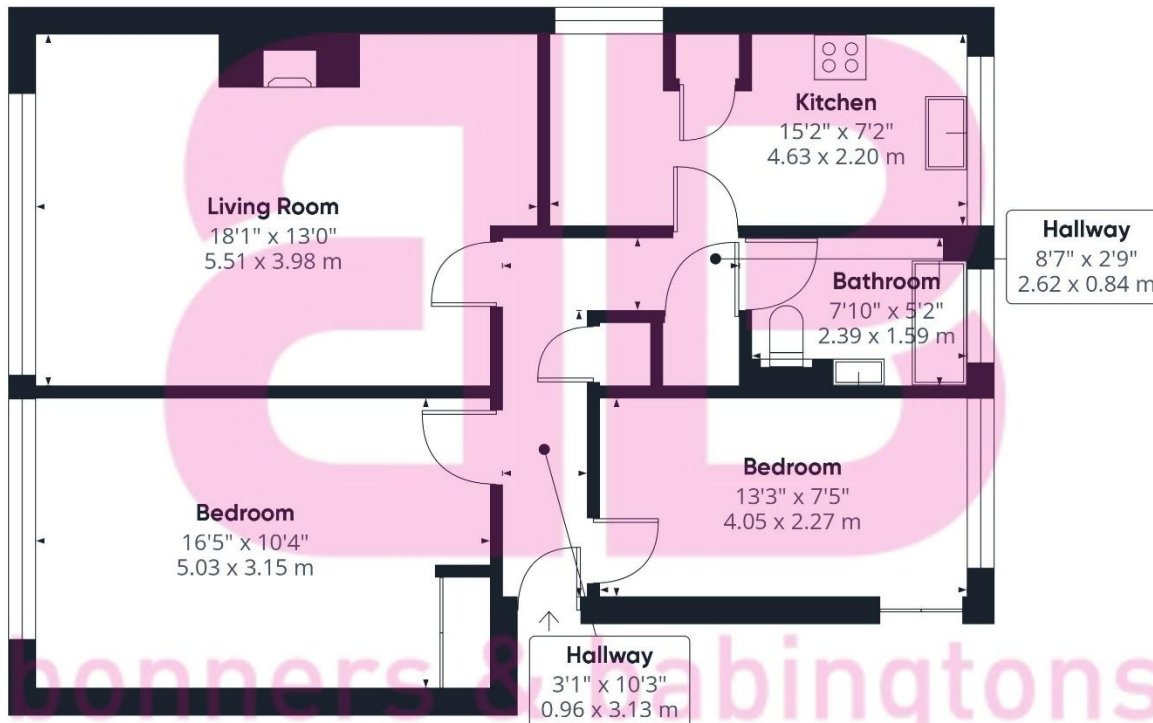 Kitchen
15'2" x 7'2"
4.63 x 2.20 m
Living Room
18'1" x 13'0"
5.51 x 3.98 m
Hallway
8'7" x 2'9"
2.62 x 0.84 m
Bathroom
7'10" x 5'2"
2.39 x 1.59 m
Bedroom
13'3" x 7'5"
4.05 x 2.27 m
Bedroom
16'5" x 10'4"
5.03 x 3.15 m
Hallway
3'1" x 10'3"
0.96 x 3.13 m
bonners & babingtons